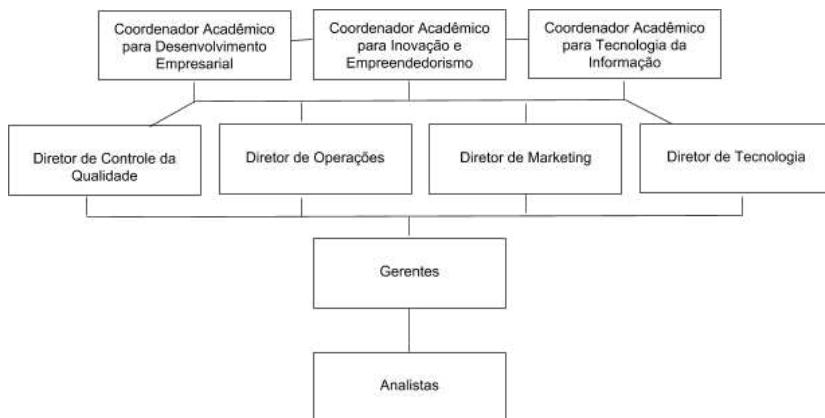 Coordenador Acadêmico
para Desenvolvimento
Empresarial
Coordenador Acadêmico
para Inovação e
Empreendedorismo
Coordenador Acadêmico
para Tecnologia da
Informação
Diretor de Controle da
Qualidade
Diretor de Operações
Diretor de Marketing
Diretor de Tecnologia
Gerentes
Analistas